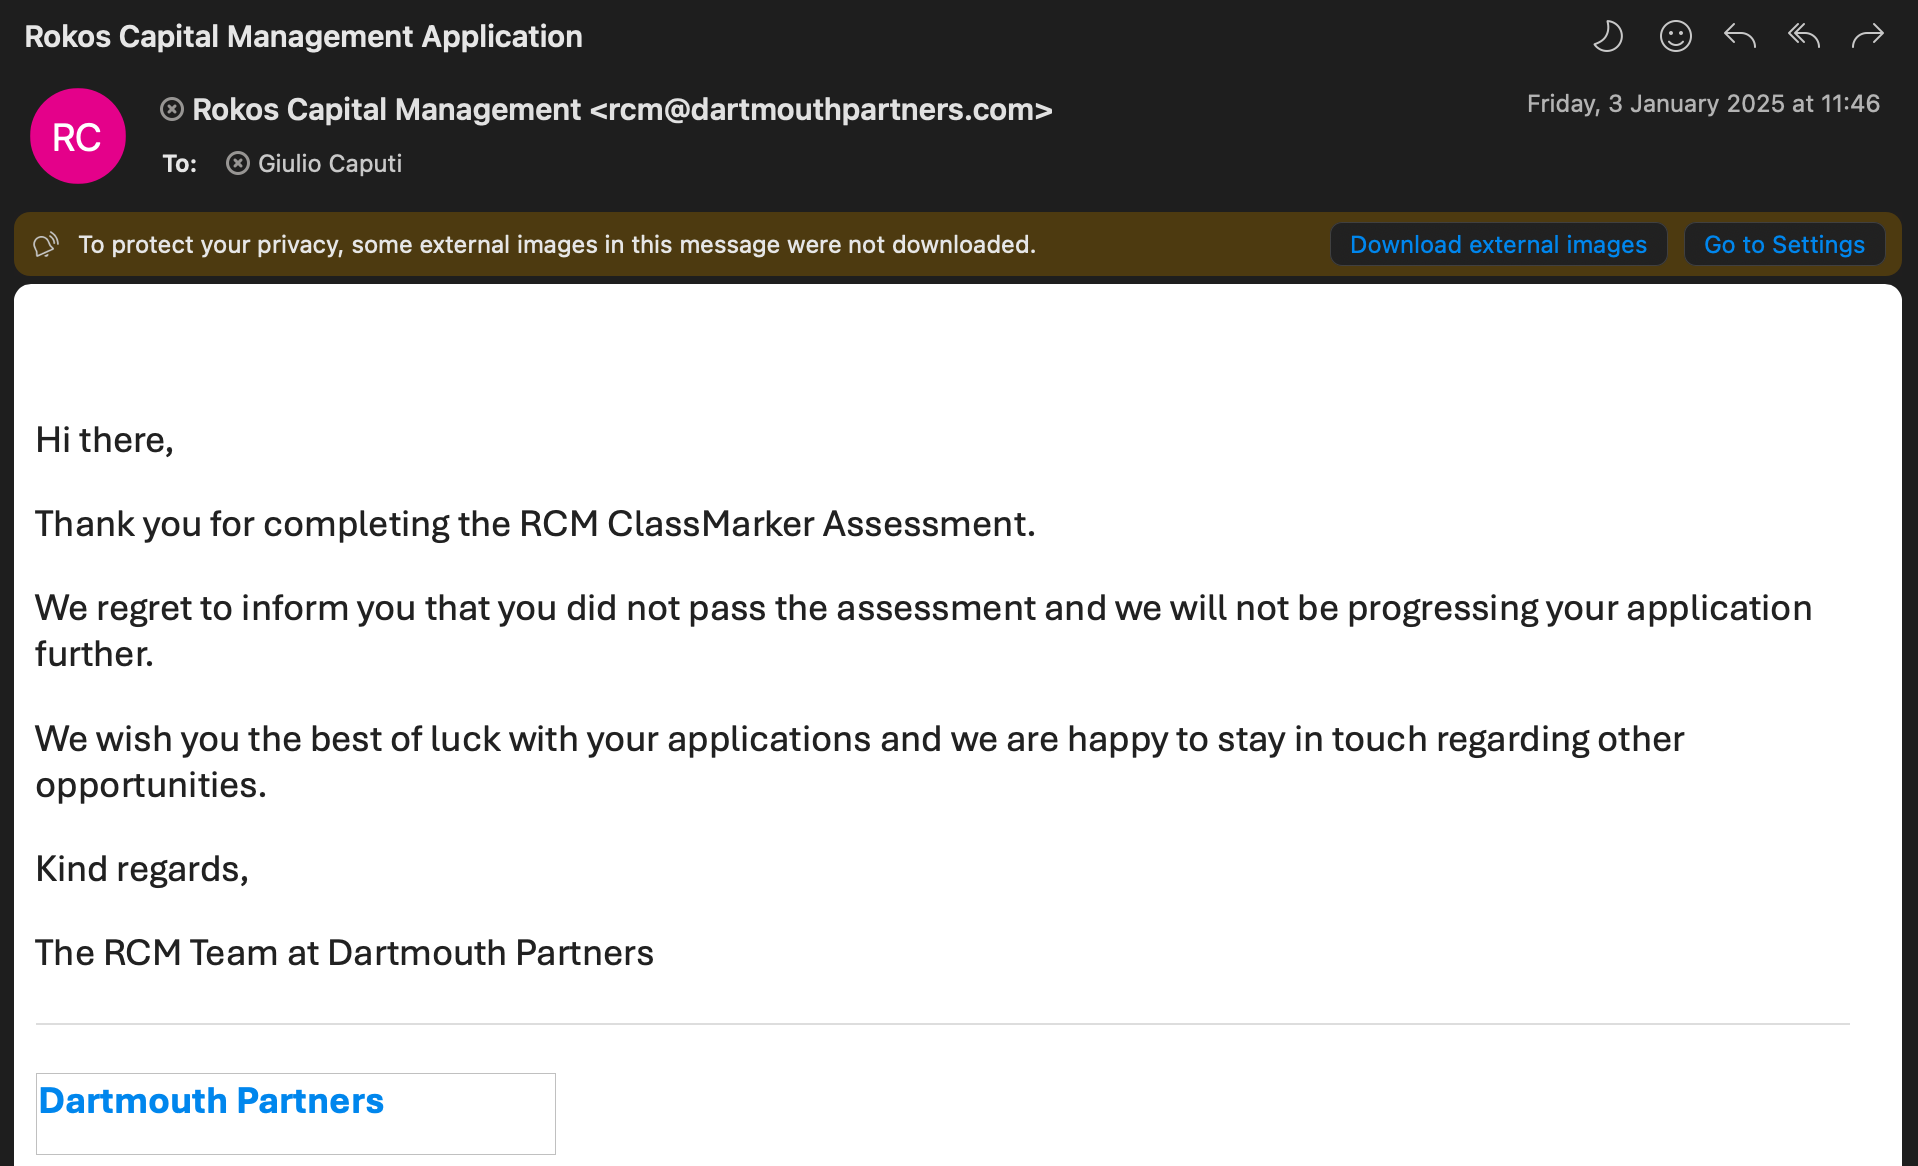 Rokos Capital Management Application
RC
Rokos Capital Management <rcm@dartmouthpartners.com>
Friday, 3 January 2025 at 11:46
To: Giulio Caputi
To protect your privacy, some external images in this message were not downloaded.
Download external images
Go to Settings
Hi there,
Thank you for completing the RCM ClassMarker Assessment.
We regret to inform you that you did not pass the assessment and we will not be progressing your application
further.
We wish you the best of luck with your applications and we are happy to stay in touch regarding other
opportunities.
Kind regards,
The RCM Team at Dartmouth Partners
Dartmouth Partners